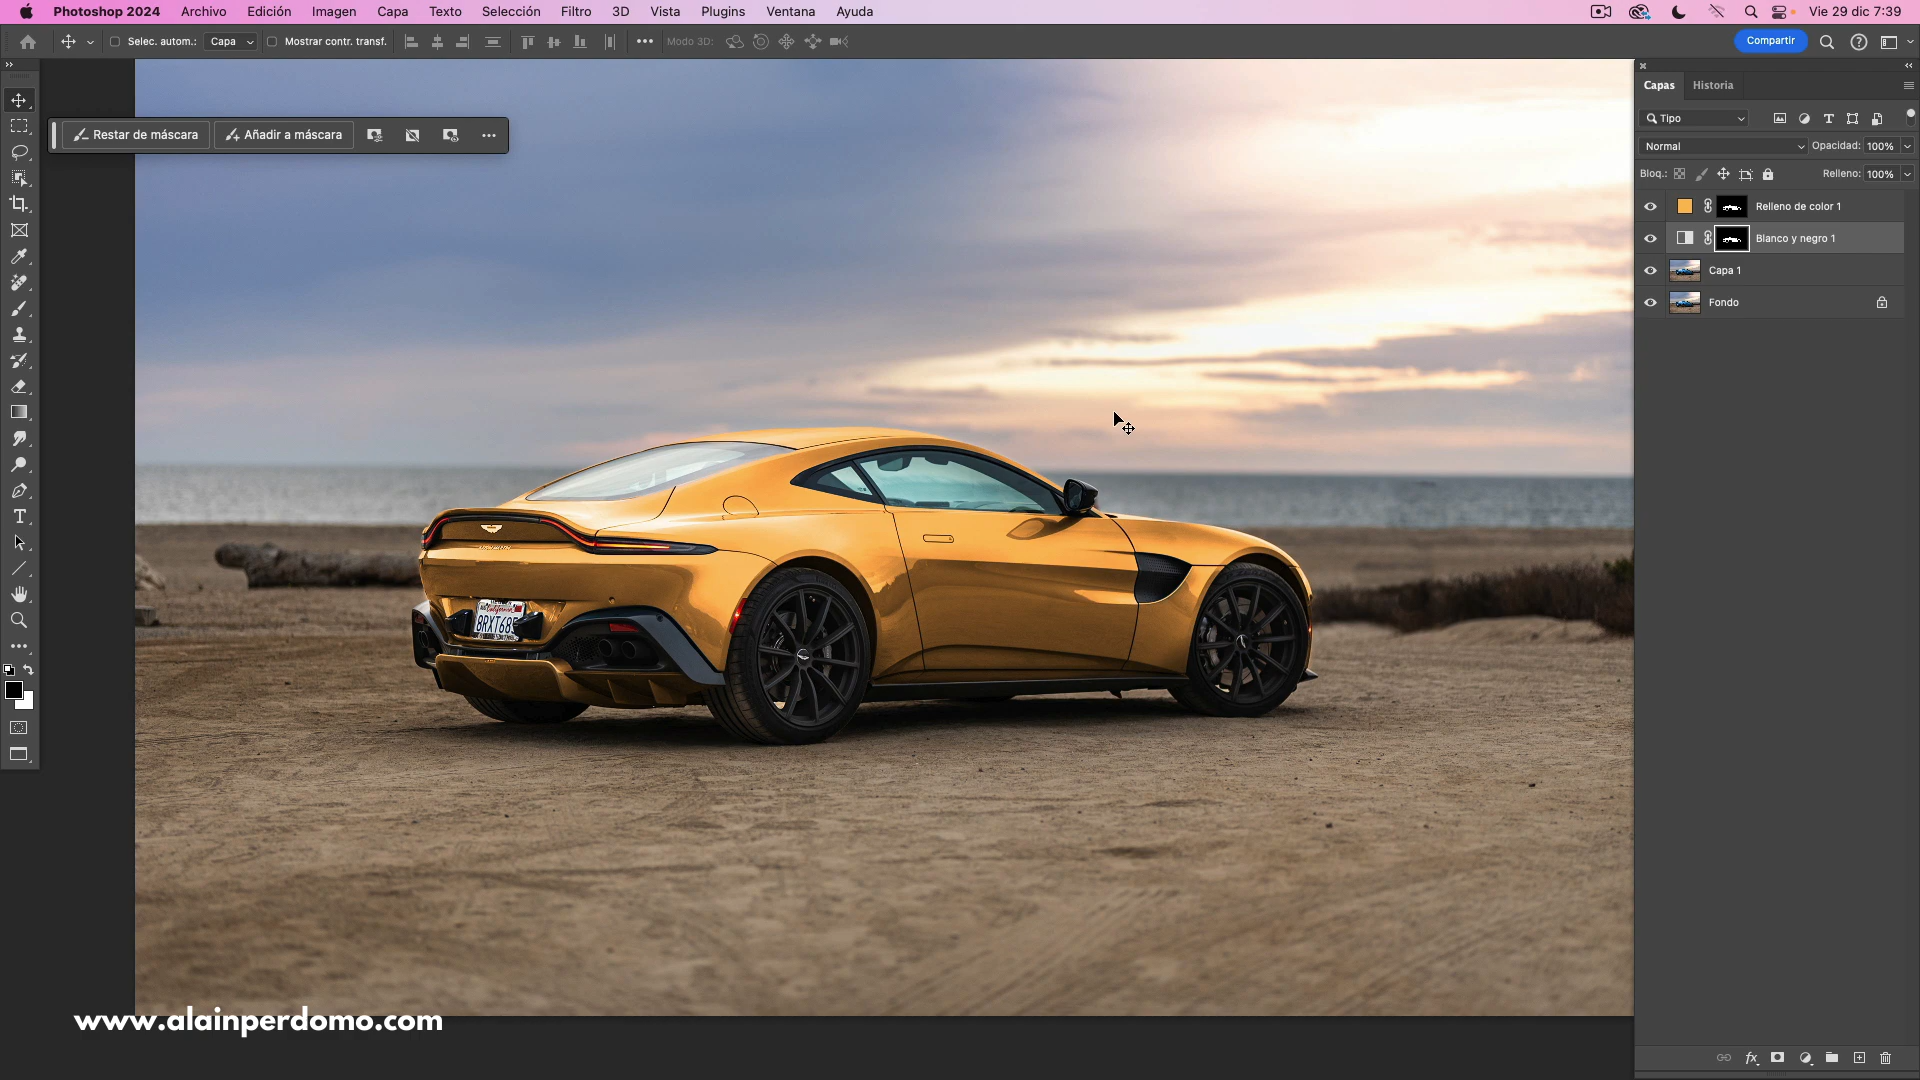 Photoshop 2024 Archivo Edición Imagen Capa Texto Selección Filtro 3D Vista Plugins Ventana Ayuda Vie 29 dic 7:39
Selec. autom.: Capa Mostrar contr. transf. Modo 3D: Compartir
Capas Historia
Tipo
Restar de máscara Añadir a máscara
Normal Opacidad: 100%
Bloq.: Relleno: 100%
Relleno de color 1
Blanco y negro 1
Capa 1
Fondo
California
8RXT685
www.alainperdomo.com